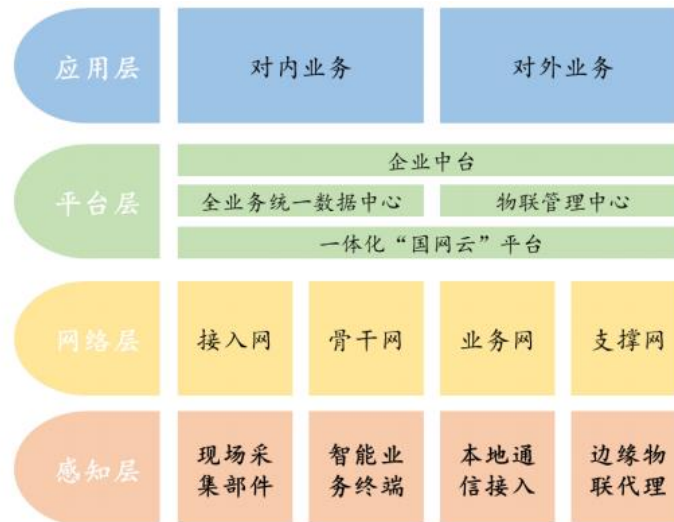 应用层
对内业务
对外业务
平台层
企业中台
全业务统一数据中心
物联管理中心
一体化“国网云”平台
网络层
接入网
骨干网
业务网
支撑网
感知层
现场采
集部件
智能业
务终端
本地通
信接入
边缘物
联代理